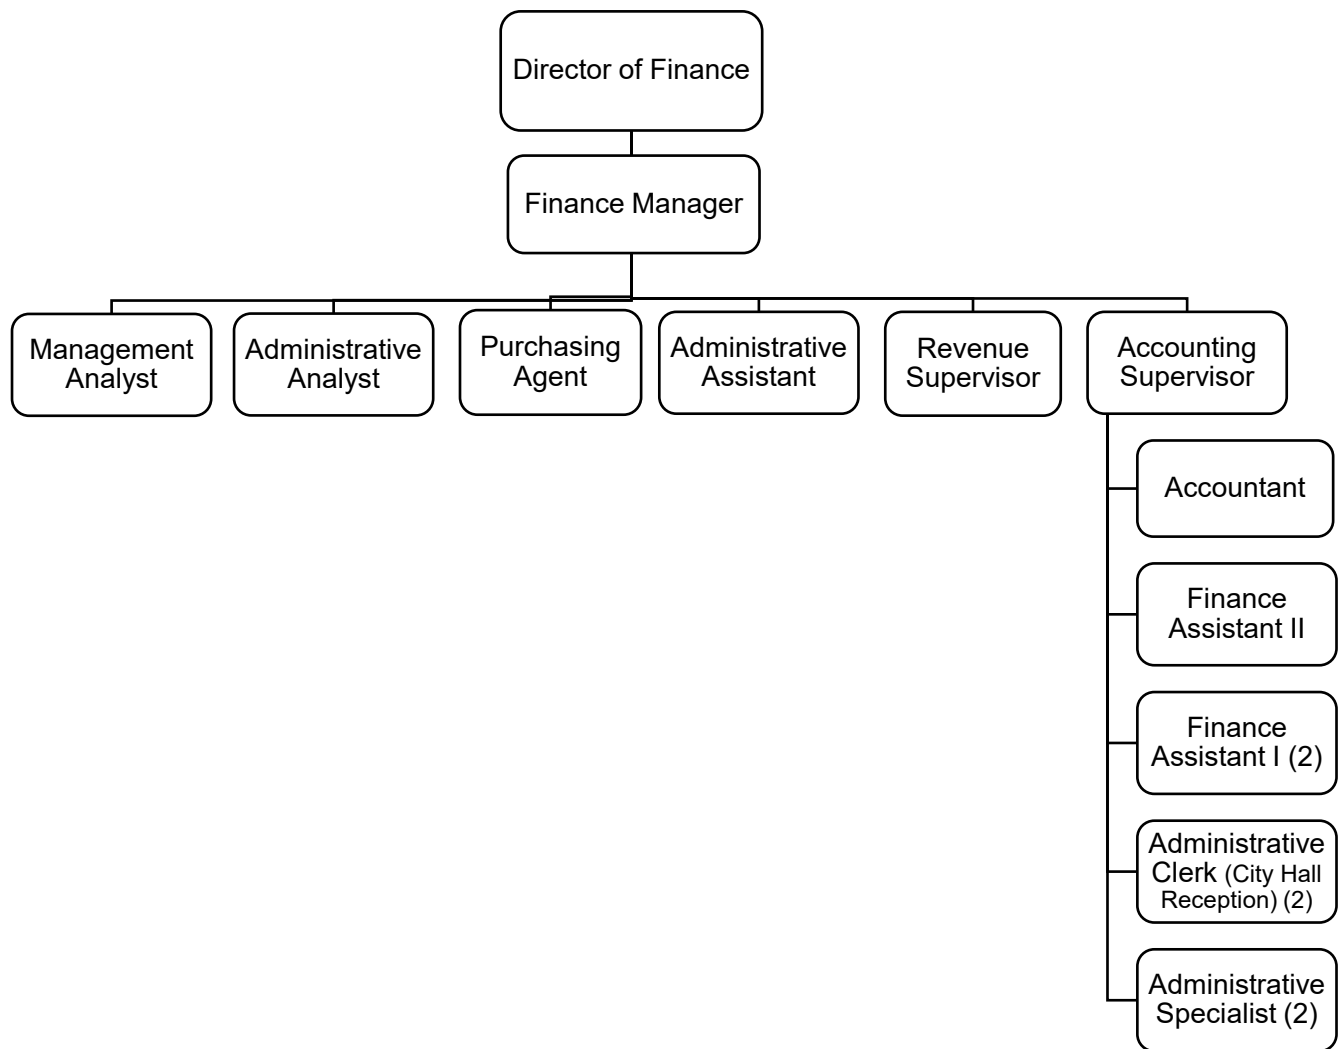 Director of Finance
Finance Manager
Management
Analyst
Administrative
Analyst
Purchasing
Agent
Administrative
Assistant
Revenue
Supervisor
Accounting
Supervisor
Accountant
Finance
Assistant II
Finance
Assistant I (2)
Administrative
Clerk (City Hall
Reception) (2)
Administrative
Specialist (2)